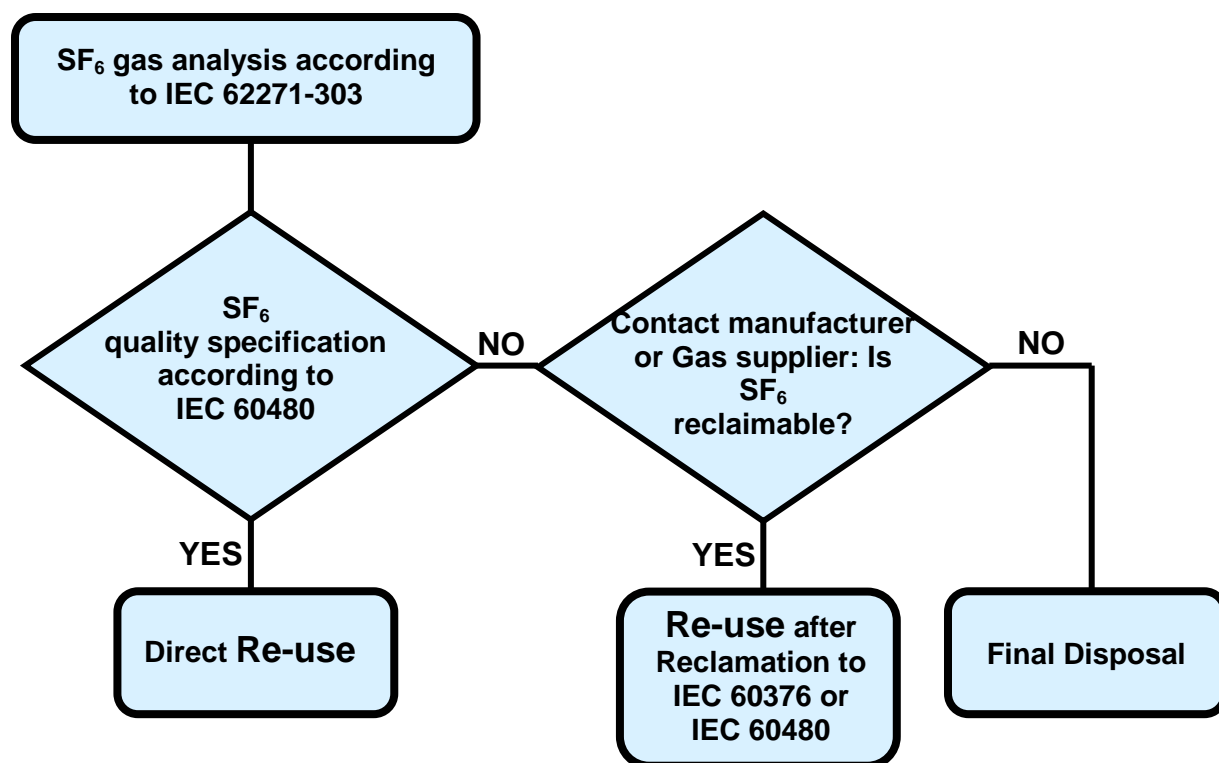 SF₆ gas analysis according
to IEC 62271-303
SF₆
quality specification
according to
IEC 60480
NO
Contact manufacturer
or Gas supplier: Is
SF₆
reclaimable?
NO
YES
YES
Direct Re-use
Re-use after
Reclamation to
IEC 60376 or
IEC 60480
Final Disposal